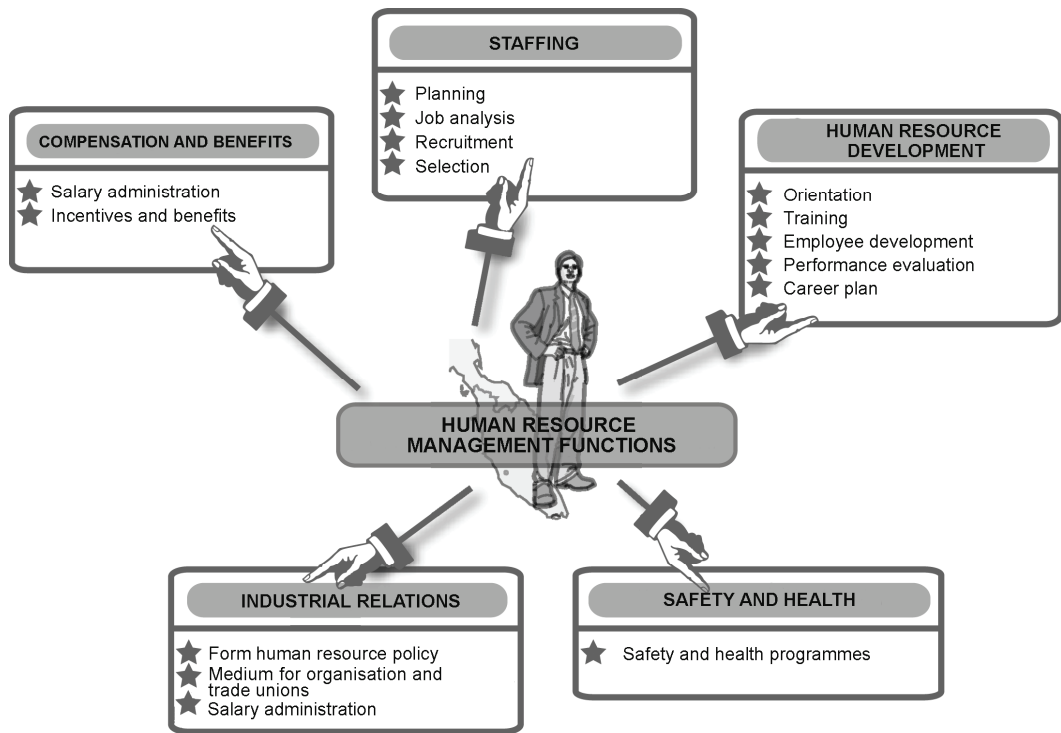 STAFFING
Planning
Job analysis
Recruitment
Selection
COMPENSATION AND BENEFITS
Salary administration
Incentives and benefits
HUMAN RESOURCE
DEVELOPMENT
Orientation
Training
Employee development
Performance evaluation
Career plan
HUMAN RESOURCE
MANAGEMENT FUNCTIONS
INDUSTRIAL RELATIONS
Form human resource policy
Medium for organisation and
trade unions
Salary administration
SAFETY AND HEALTH
Safety and health programmes